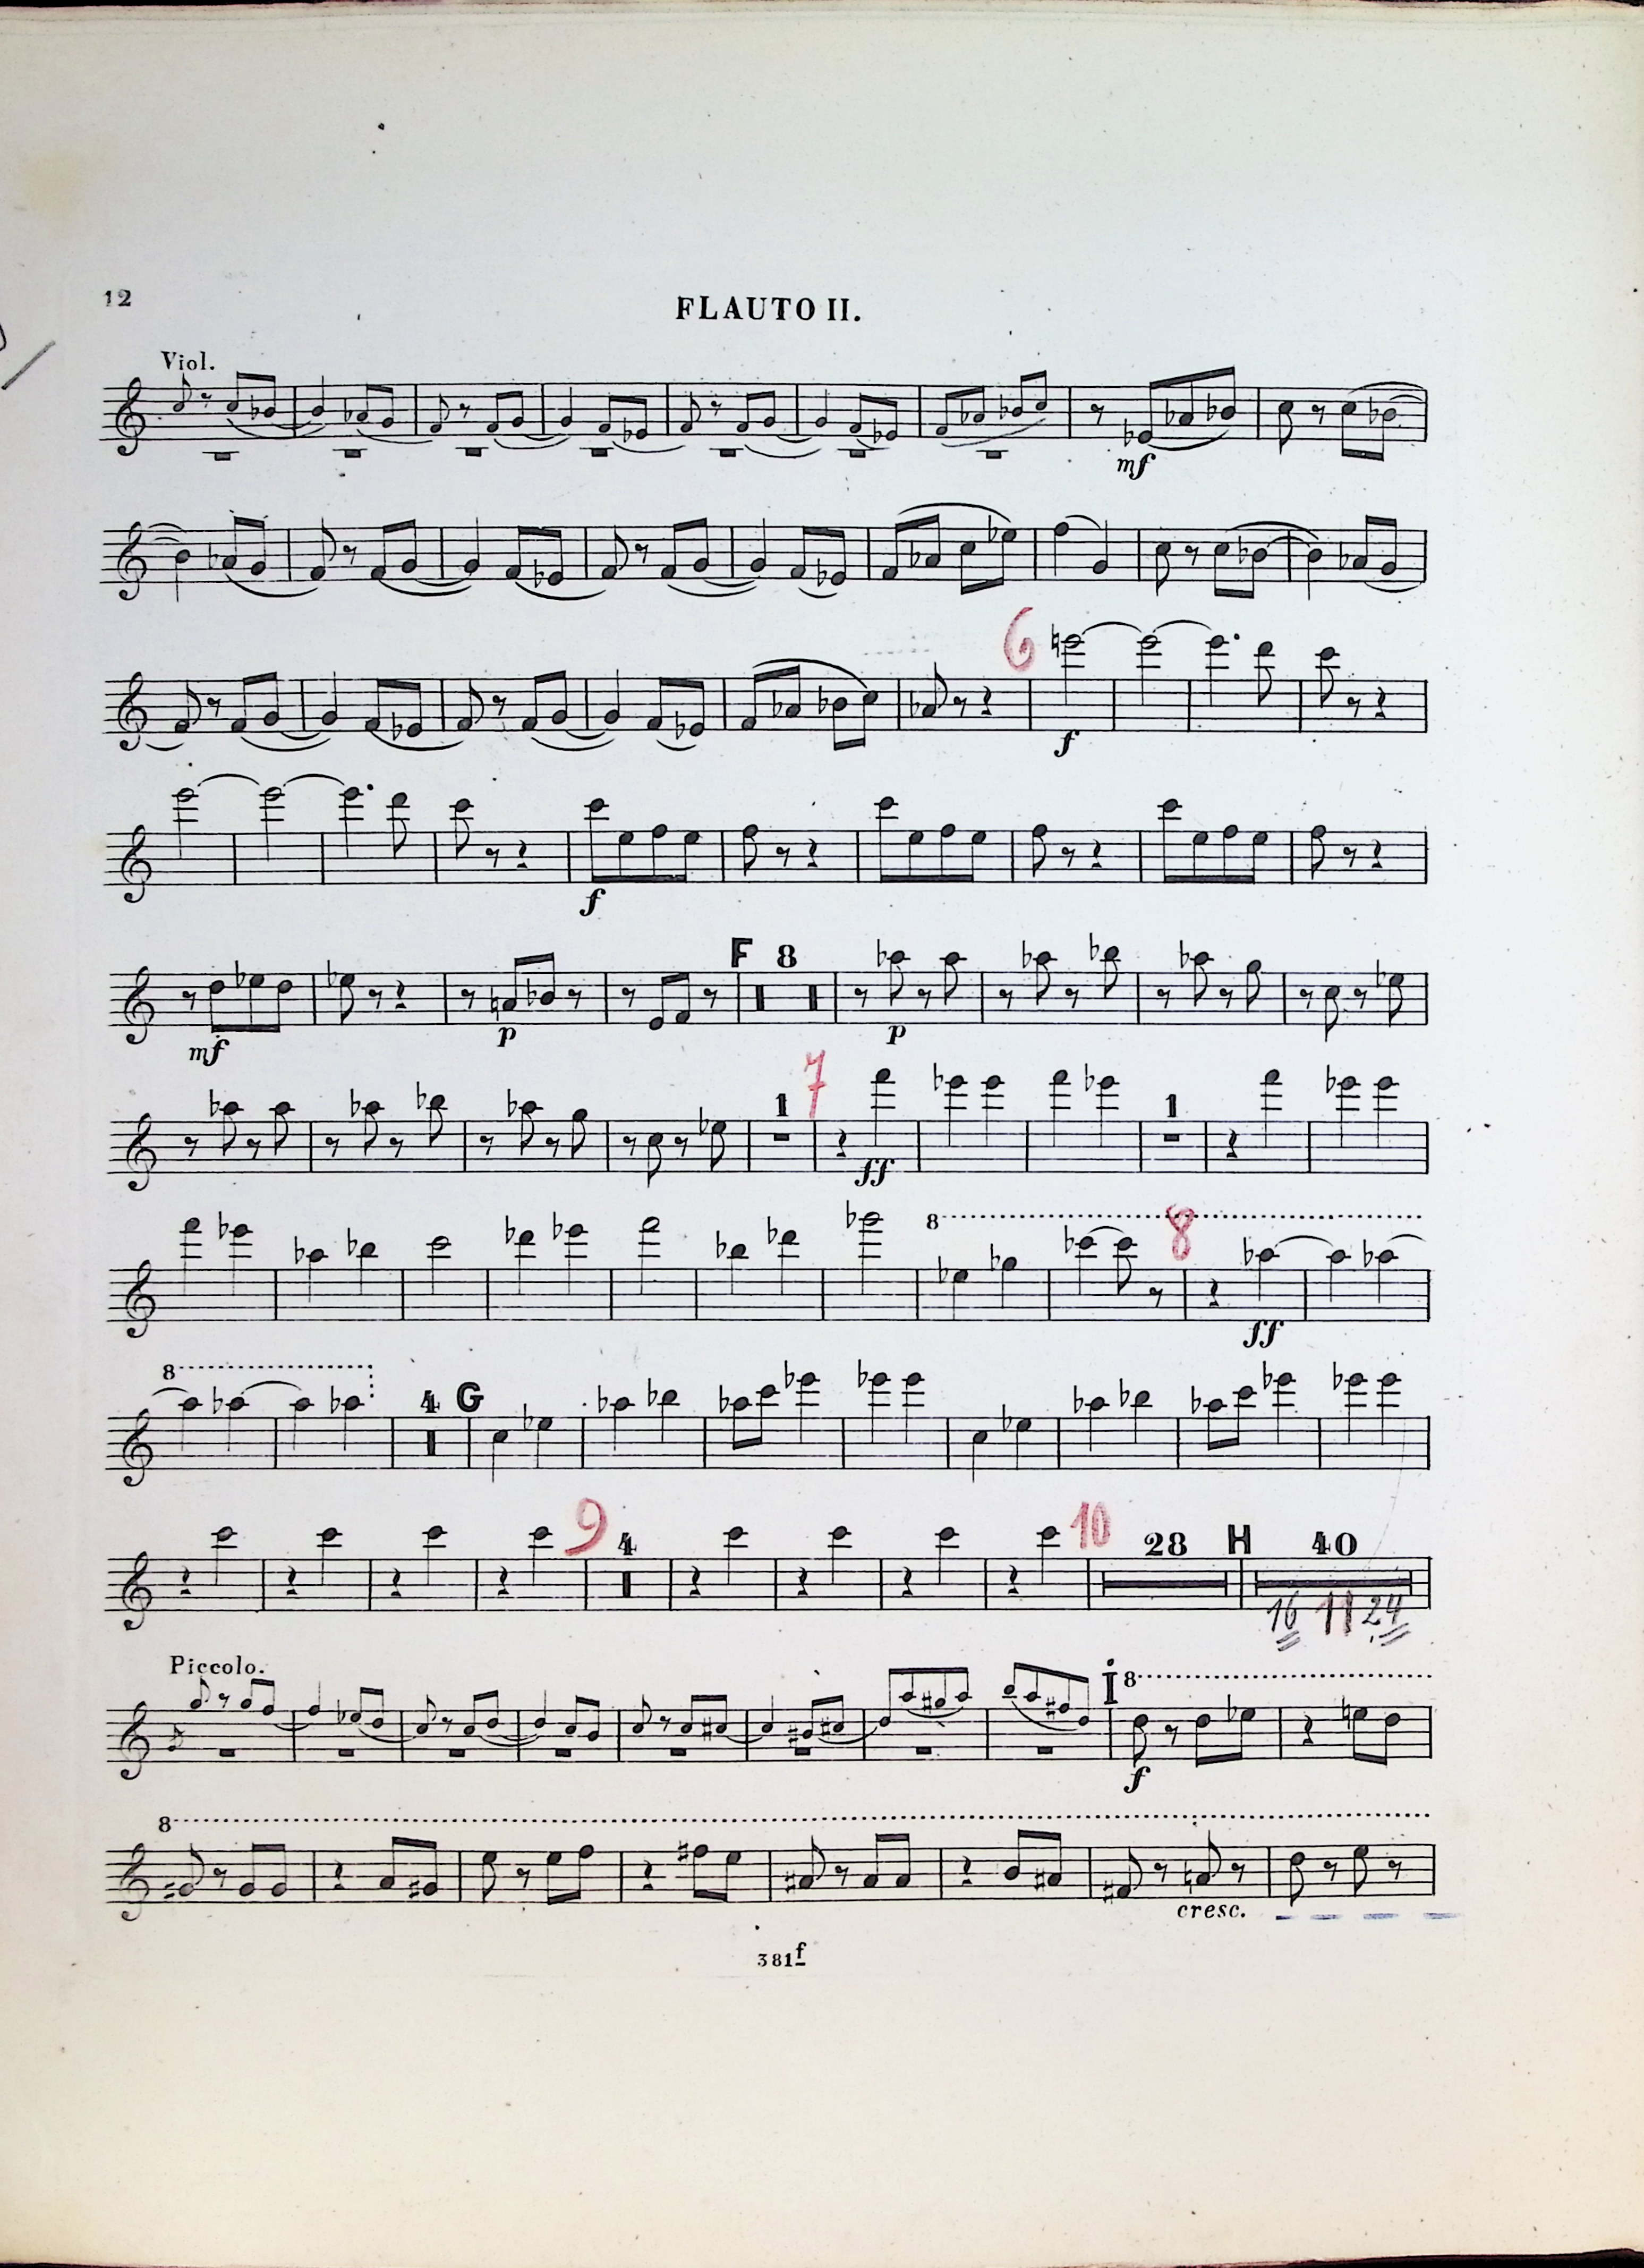 12
FLAUTO II.
Viol.
mf
6
f
f
F 8
mf p p
7
1 1
ff
8 8
ff
8
4 G
9 10
4 28 H 40
16 11 24
Piccolo.
I 8
f
8
cresc.
381f